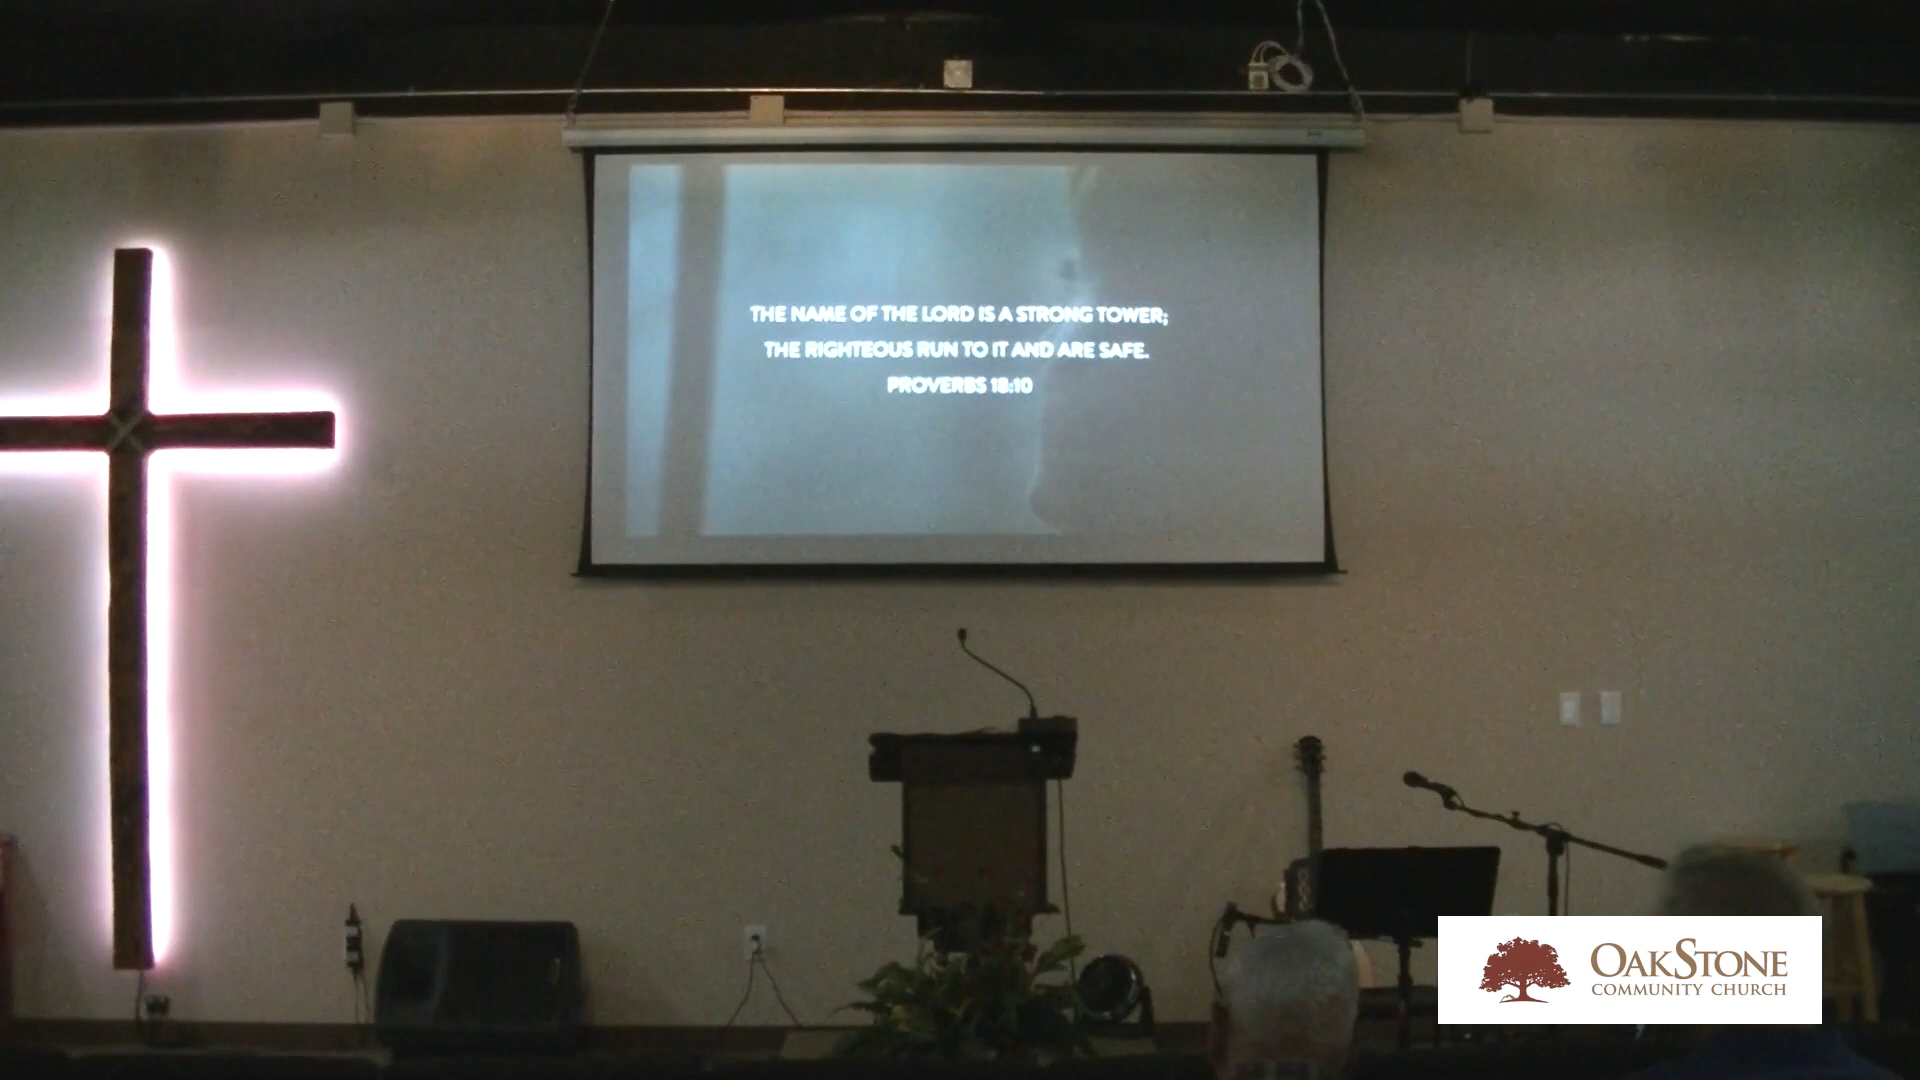 THE NAME OF THE LORD IS A STRONG TOWER;
THE RIGHTEOUS RUN TO IT AND ARE SAFE.
PROVERBS 18:10
OAKSTONE
COMMUNITY CHURCH